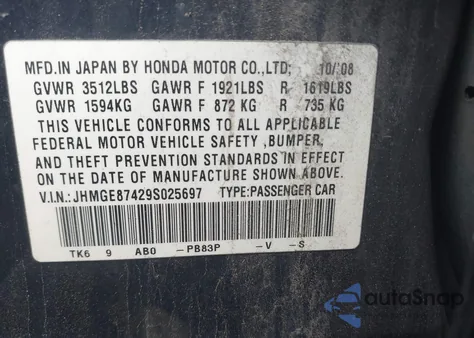 MFD.IN JAPAN BY HONDA MOTOR CO.,LTD; 10/'08
GVWR 3512LBS GAWR F 1921LBS R 1619LBS
GVWR 1594KG GAWR F 872 KG R 735 KG
THIS VEHICLE CONFORMS TO ALL APPLICABLE
FEDERAL MOTOR VEHICLE SAFETY ,BUMPER,
AND THEFT PREVENTION STANDARDS IN EFFECT
ON THE DATE OF MANUFACTURE SHOWN ABOVE.
V.I.N.: JHMGE87429S025697 TYPE:PASSENGER CAR
TK6 9 AB0 -PB83P -V -S
autoSnap